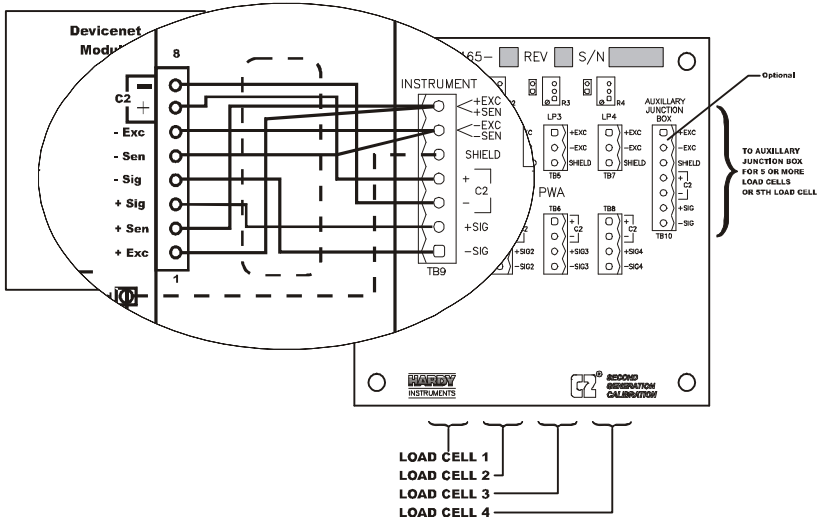 Devicenet
8
C2
-
+
- Exc
- Sen
- Sig
+ Sig
+ Sen
+ Exc
1
INSTRUMENT
+EXC
+SEN
-EXC
-SEN
SHIELD
+
C2
-
+SIG
-SIG
TB9
65- REV S/N
R3
R4
LP3
LP4
+EXC
-EXC
SHIELD
TB5
+EXC
-EXC
SHIELD
TB7
PWA
TB6
+
C2
-
+SIG3
-SIG3
TB8
+
C2
-
+SIG4
-SIG4
-SIG2
AUXILLARY
JUNCTION
BOX
+EXC
-EXC
SHIELD
+
C2
-
+SIG
-SIG
TB10
Optional
TO AUXILLARY
JUNCTION BOX
FOR 5 OR MORE
LOAD CELLS
OR 5TH LOAD CELL
HARDY
INSTRUMENTS
C2®
SECOND
GENERATION
CALIBRATION
LOAD CELL 1
LOAD CELL 2
LOAD CELL 3
LOAD CELL 4